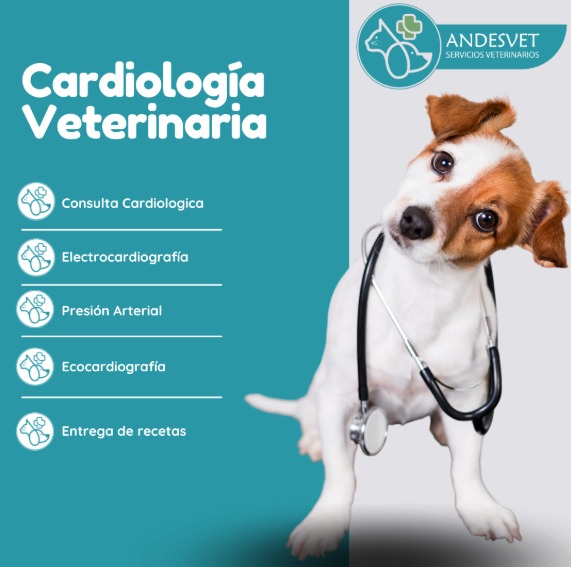 ANDESVET
SERVICIOS VETERINARIOS
Cardiología
Veterinaria
Consulta Cardiologica
Electrocardiografía
Presión Arterial
Ecocardiografía
Entrega de recetas